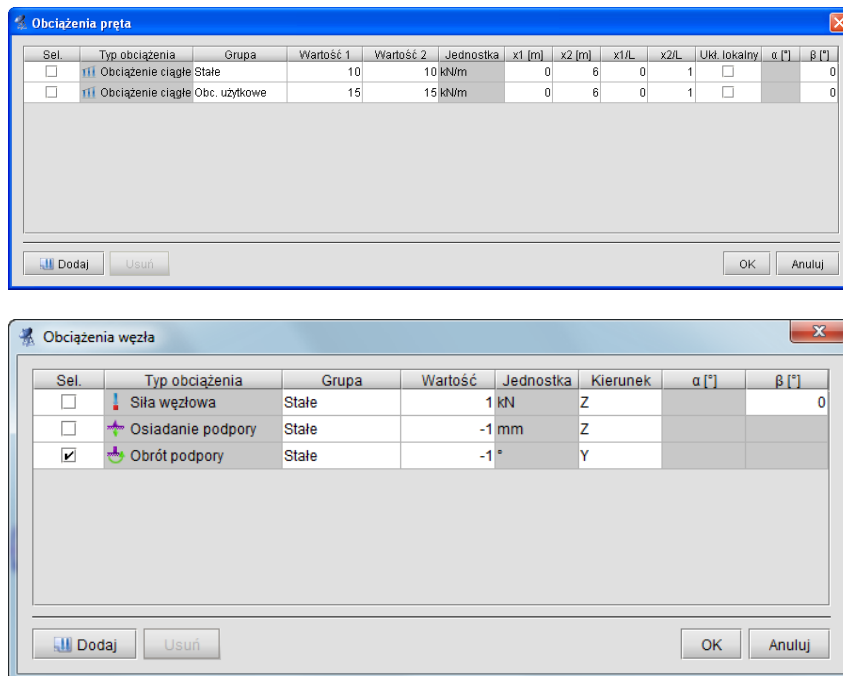 Obciążenia pręta
Sel. Typ obciążenia Grupa Wartość 1 Wartość 2 Jednostka x1 [m] x2 [m] x1/L x2/L Ukł. lokalny α [°] β [°]
Obciążenie ciągłe Stałe 10 10 kN/m 0 6 0 1 0
Obciążenie ciągłe Obc. użytkowe 15 15 kN/m 0 6 0 1 0
Dodaj Usuń OK Anuluj
Obciążenia węzła
Sel. Typ obciążenia Grupa Wartość Jednostka Kierunek α [°] β [°]
Siła węzłowa Stałe 1 kN Z 0
Osiadanie podpory Stałe -1 mm Z
Obrót podpory Stałe -1 ° Y
Dodaj Usuń OK Anuluj